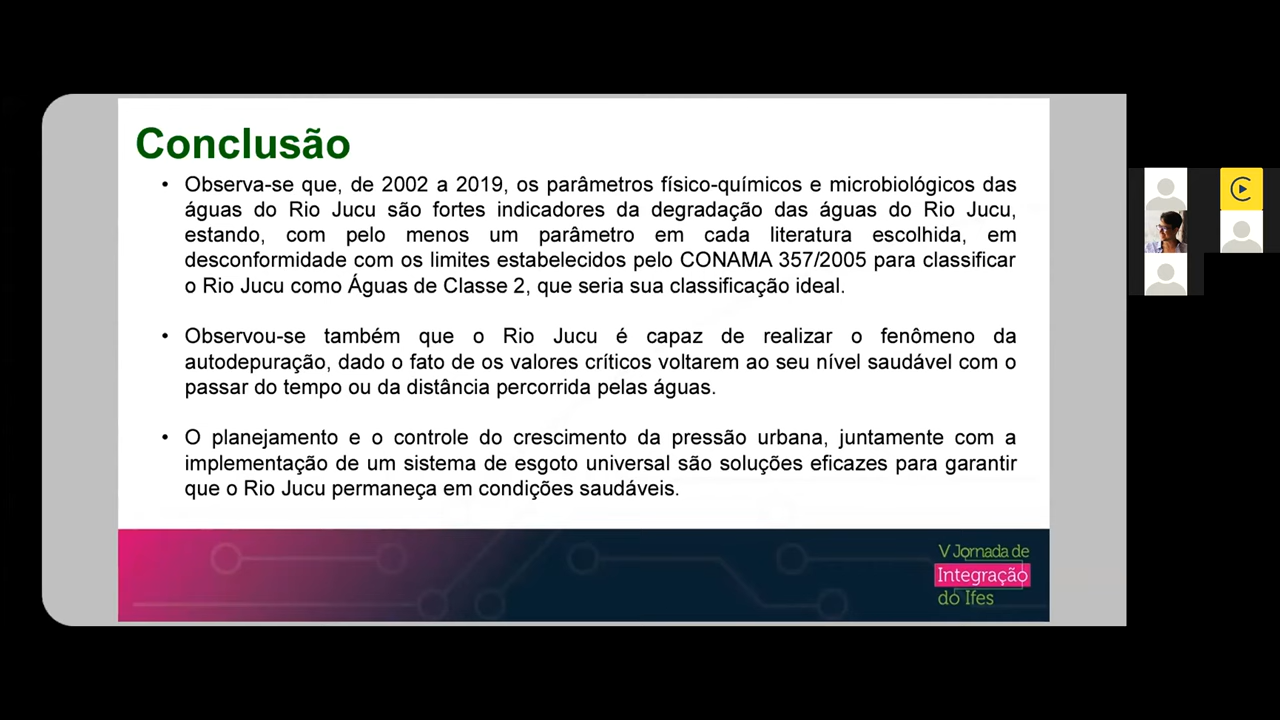 Conclusão
• Observa-se que, de 2002 a 2019, os parâmetros físico-químicos e microbiológicos das
águas do Rio Jucu são fortes indicadores da degradação das águas do Rio Jucu,
estando, com pelo menos um parâmetro em cada literatura escolhida, em
desconformidade com os limites estabelecidos pelo CONAMA 357/2005 para classificar
o Rio Jucu como Águas de Classe 2, que seria sua classificação ideal.
• Observou-se também que o Rio Jucu é capaz de realizar o fenômeno da
autodepuração, dado o fato de os valores críticos voltarem ao seu nível saudável com o
passar do tempo ou da distância percorrida pelas águas.
• O planejamento e o controle do crescimento da pressão urbana, juntamente com a
implementação de um sistema de esgoto universal são soluções eficazes para garantir
que o Rio Jucu permaneça em condições saudáveis.
V Jornada de
Integração
do Ifes